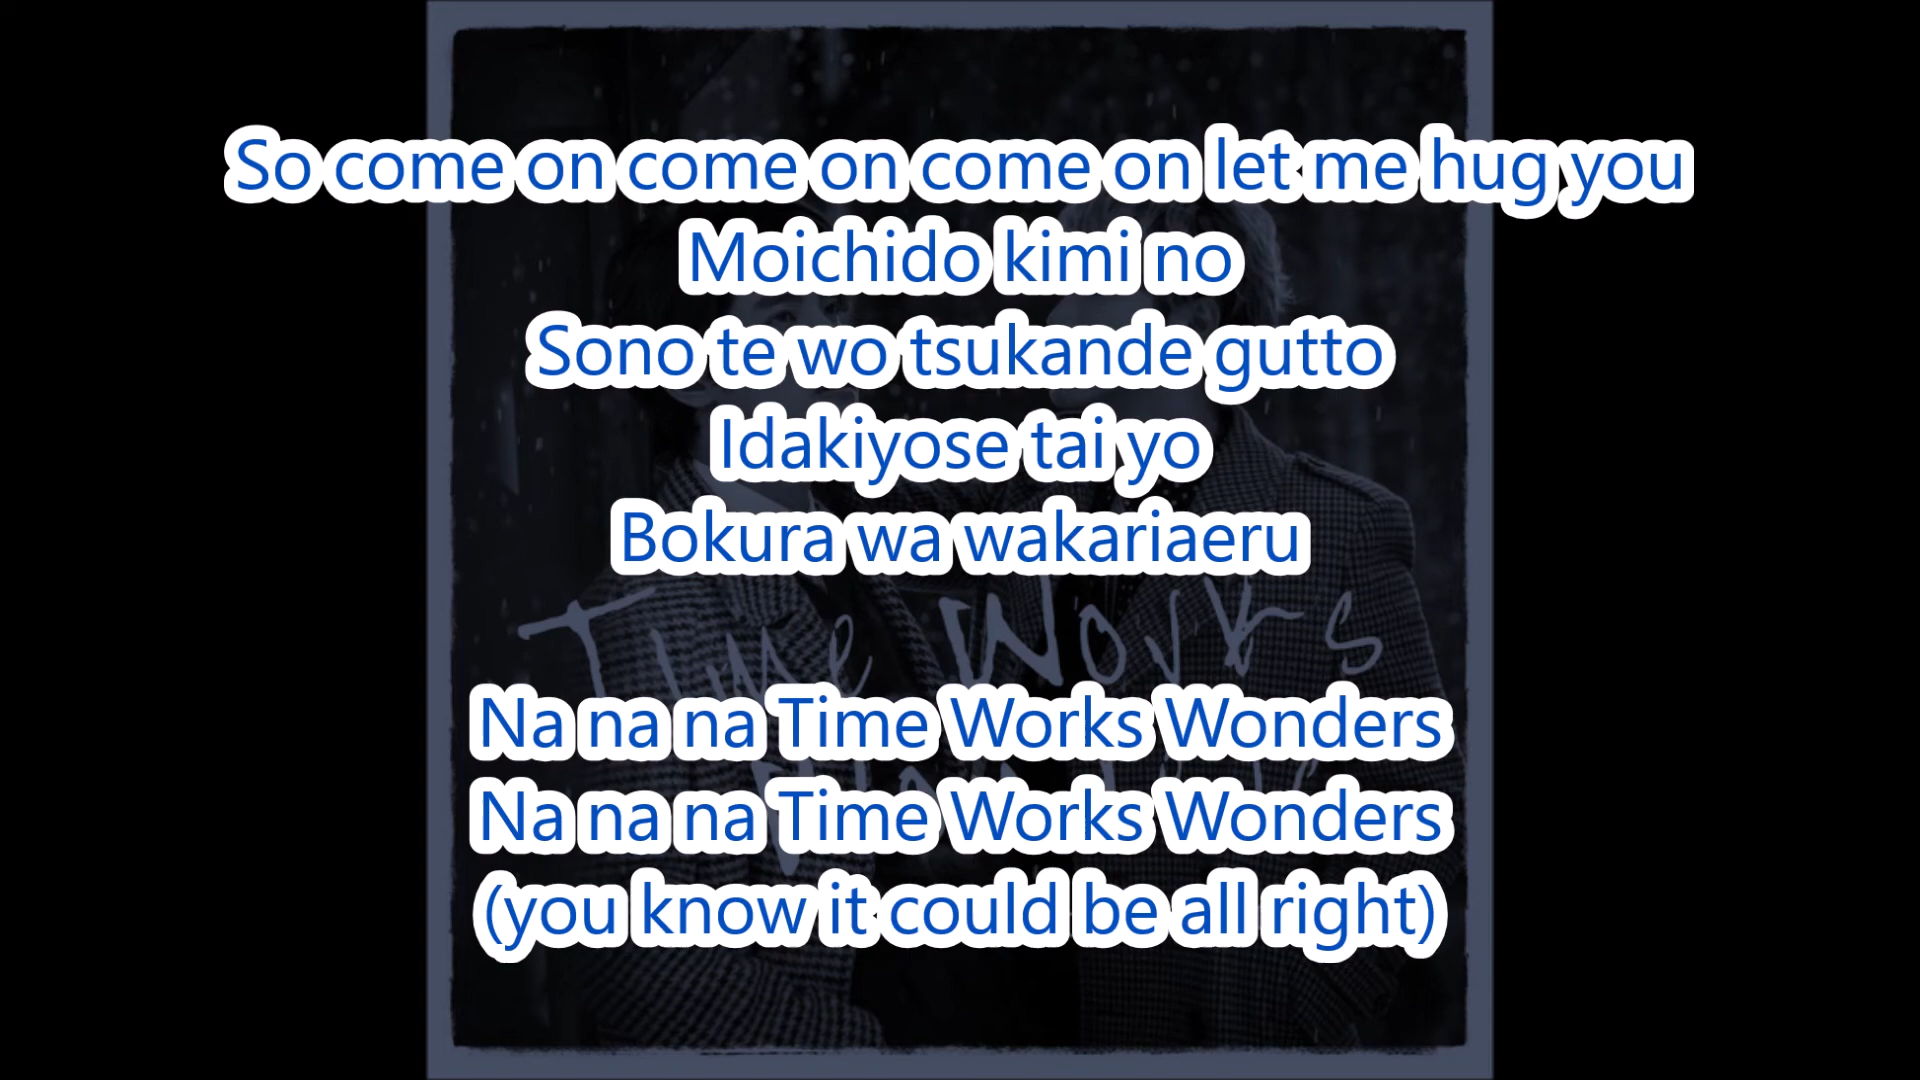 So come on come on come on let me hug you
Moichido kimi no
Sono te wo tsukande gutto
Idakiyose tai yo
Bokura wa wakariaeru
Time Works
Na na na Time Works Wonders
Na na na Time Works Wonders
(you know it could be all right)